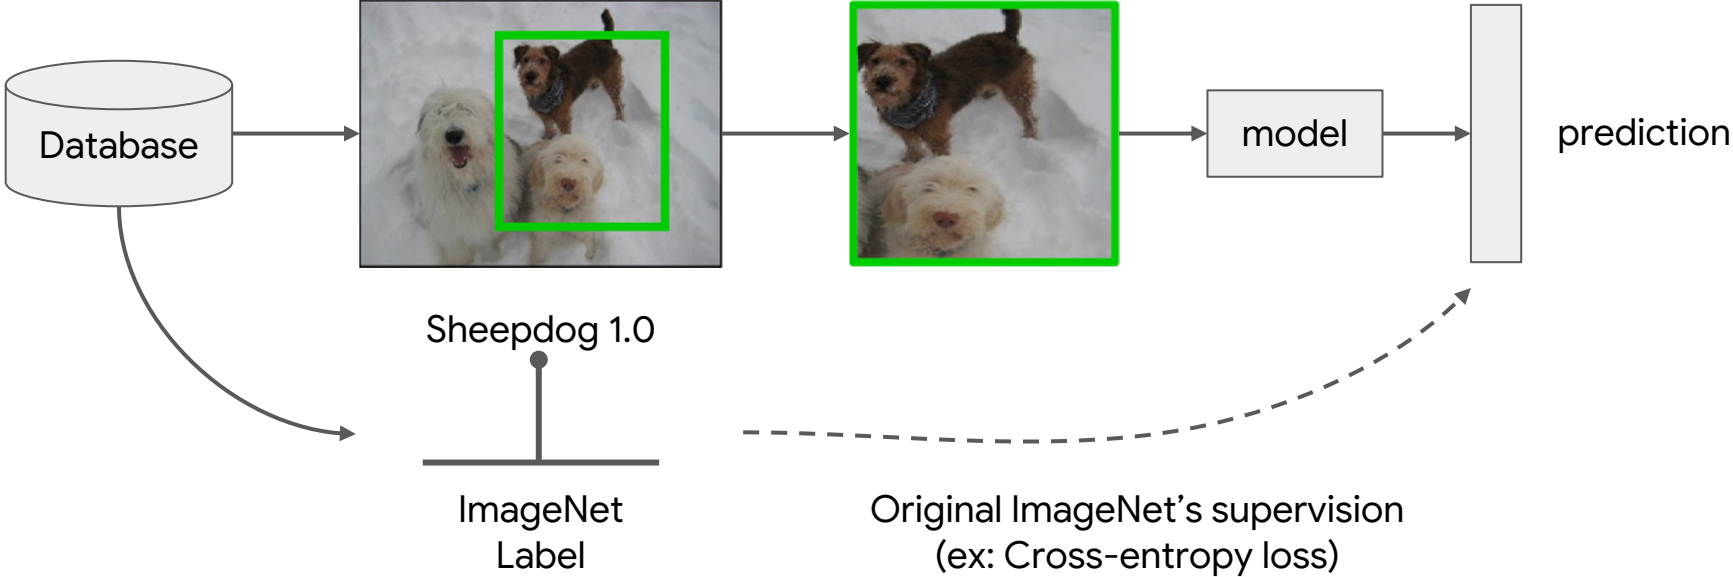 Database
model
prediction
Sheepdog 1.0
ImageNet
Label
Original ImageNet’s supervision
(ex: Cross-entropy loss)